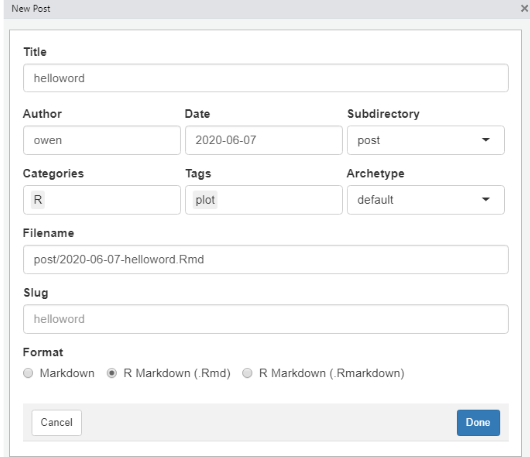 New Post
Title
helloword
Author Date Subdirectory
owen 2020-06-07 post
Categories Tags Archetype
R plot default
Filename
post/2020-06-07-helloword.Rmd
Slug
helloword
Format
Markdown R Markdown (.Rmd) R Markdown (.Rmarkdown)
Cancel Done